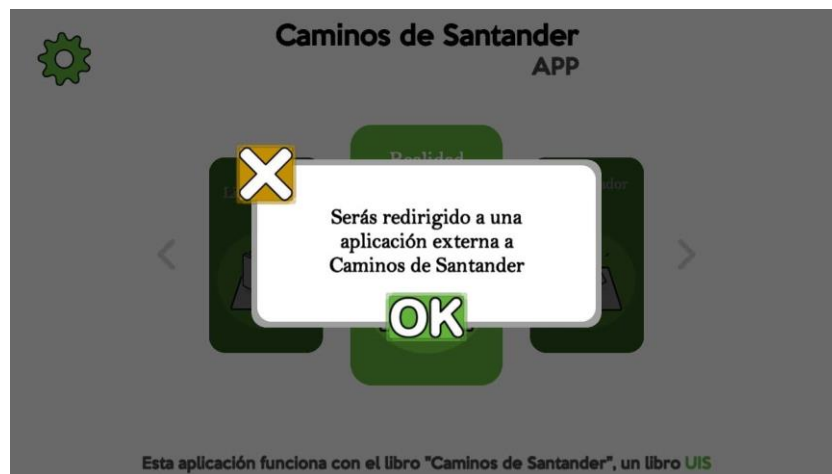 Caminos de Santander
APP
Realidad
Serás redirigido a una
aplicación externa a
Caminos de Santander
OK
Esta aplicación funciona con el libro "Caminos de Santander", un libro UIS